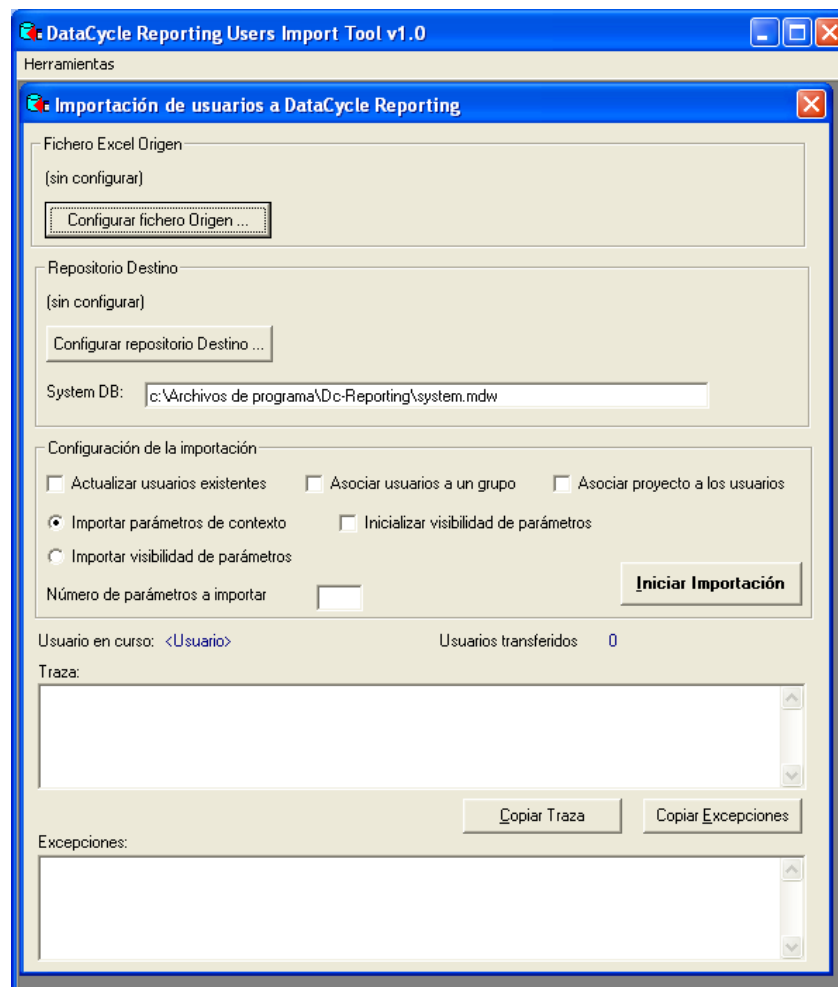 DataCycle Reporting Users Import Tool v1.0
Herramientas
Importación de usuarios a DataCycle Reporting
Fichero Excel Origen
(sin configurar)
Configurar fichero Origen ...
Repositorio Destino
(sin configurar)
Configurar repositorio Destino ...
System DB: c:\Archivos de programa\Dc-Reporting\system.mdw
Configuración de la importación
Actualizar usuarios existentes Asociar usuarios a un grupo Asociar proyecto a los usuarios
Importar parámetros de contexto Inicializar visibilidad de parámetros
Importar visibilidad de parámetros
Número de parámetros a importar Iniciar Importación
Usuario en curso: <Usuario> Usuarios transferidos 0
Traza:
Copiar Traza Copiar Excepciones
Excepciones: